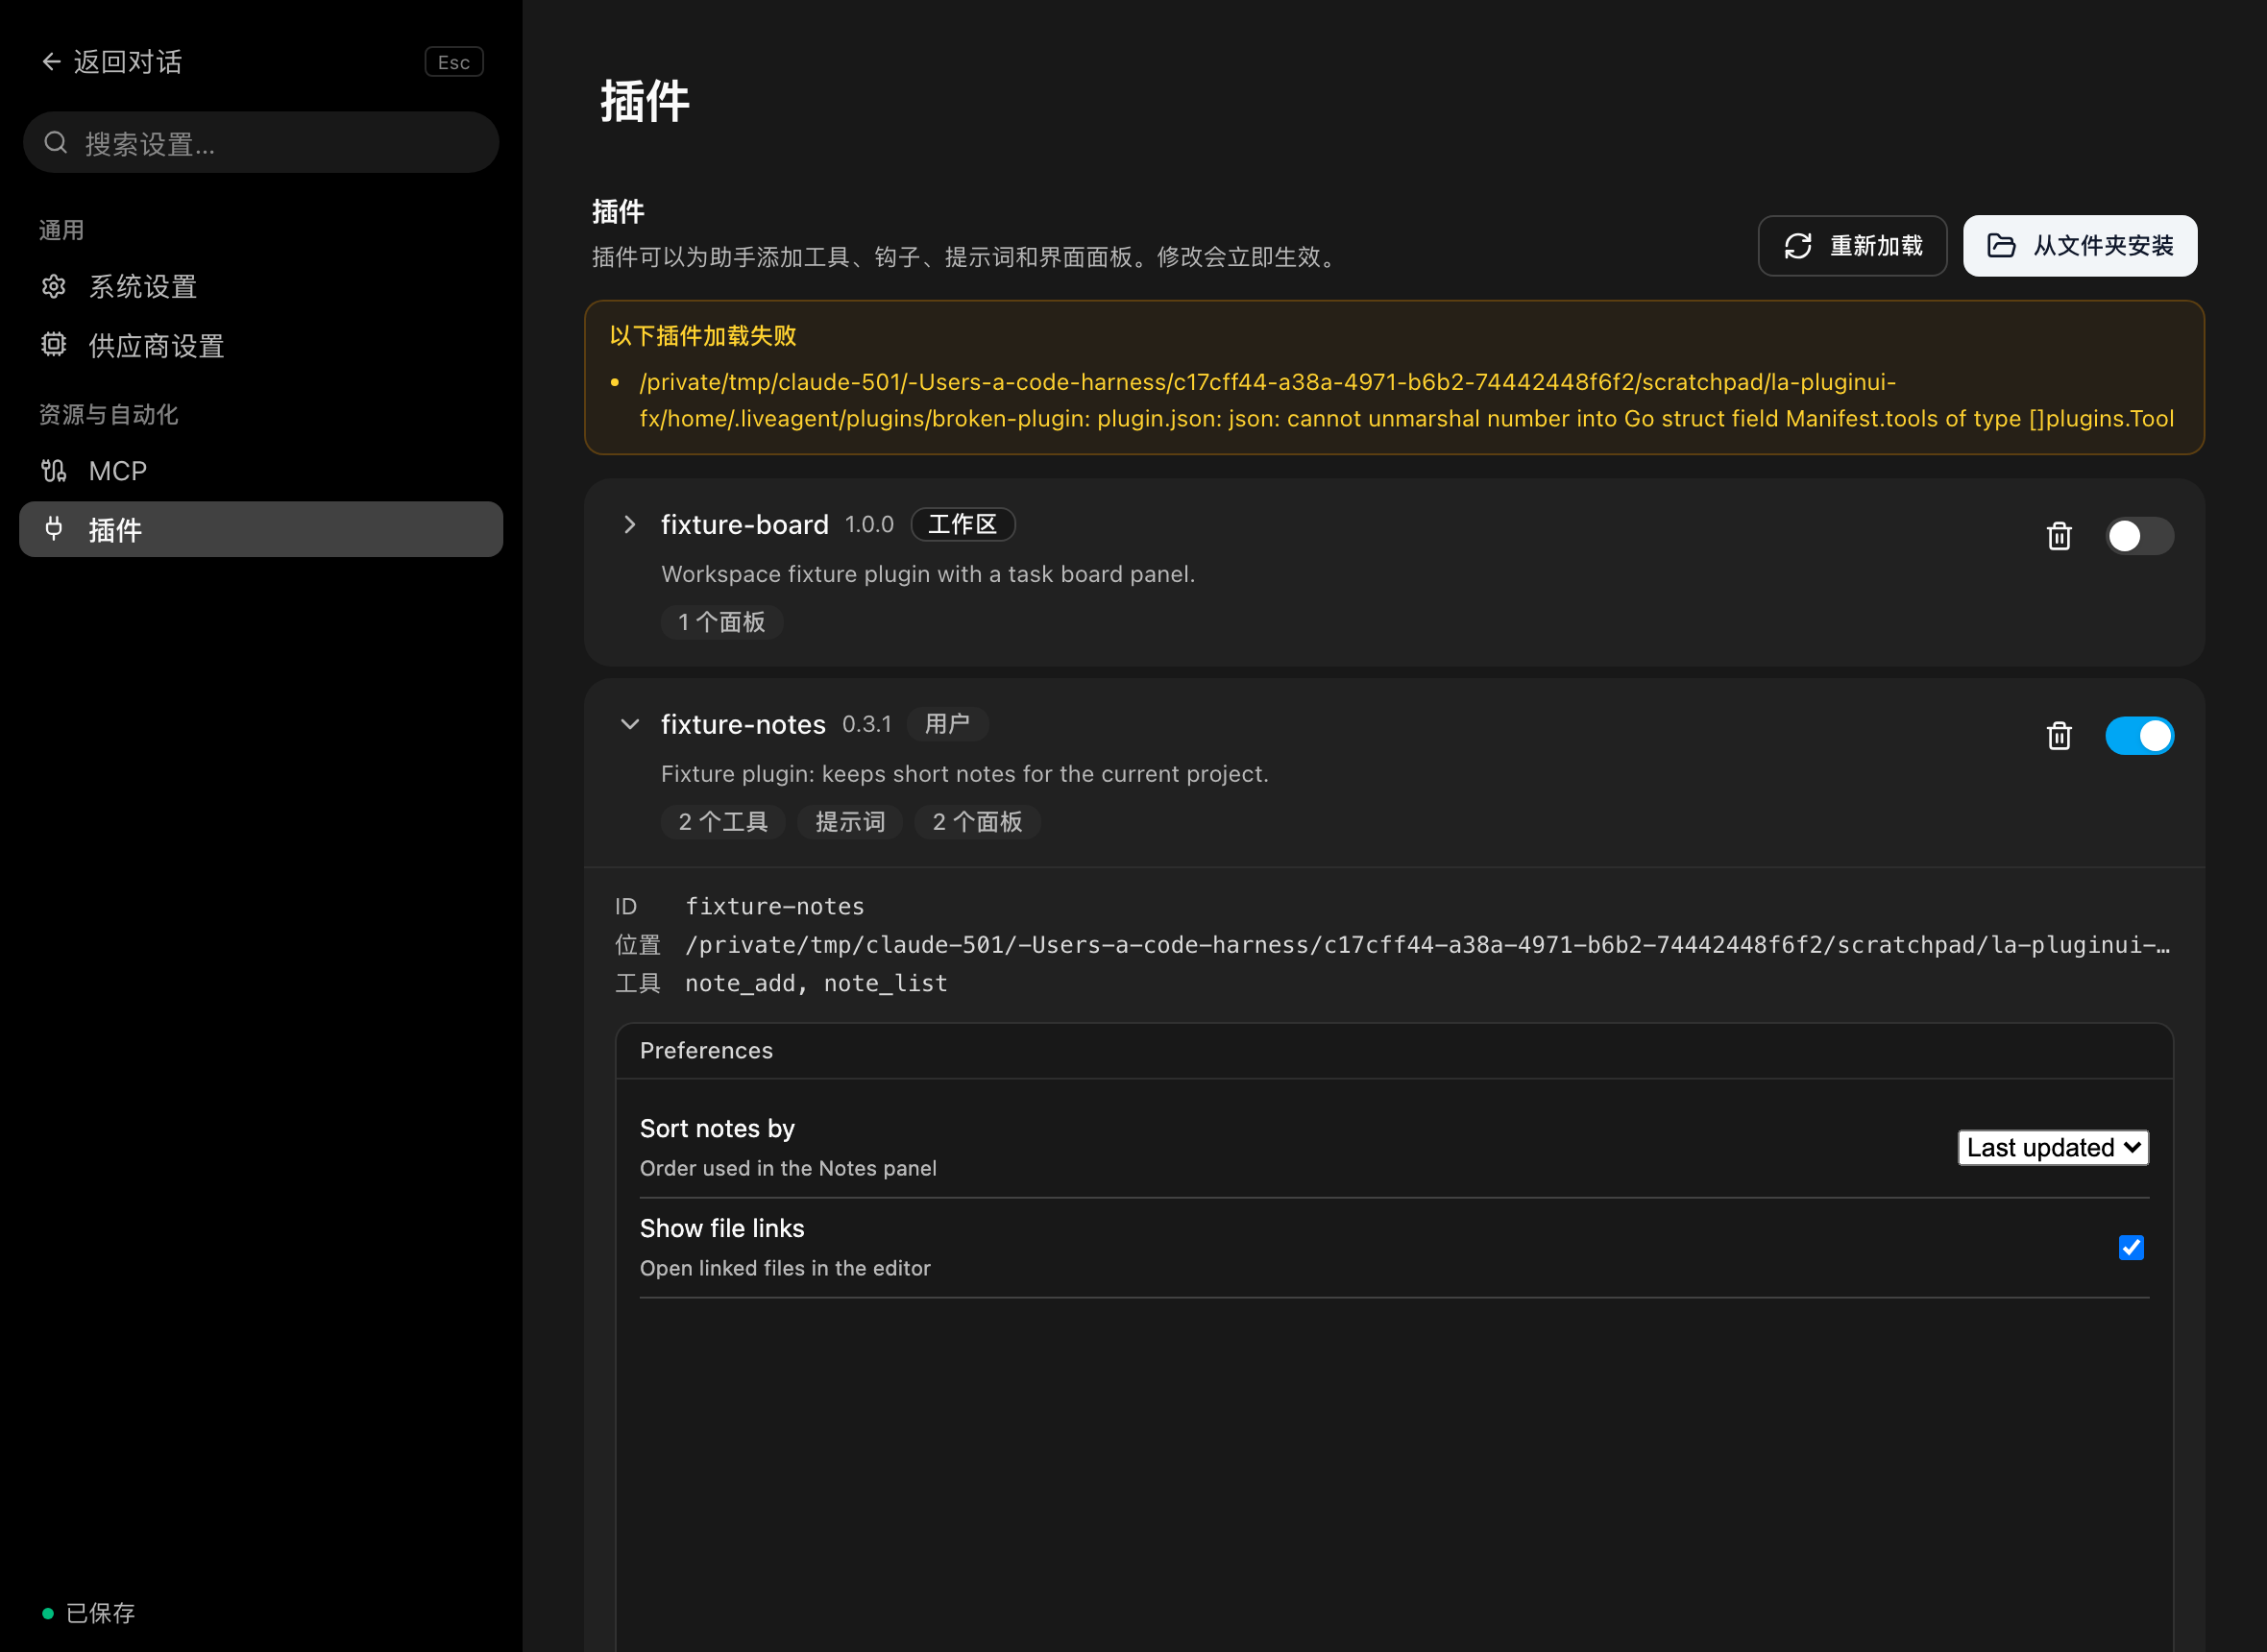 返回对话
Esc
搜索设置...
通用
系统设置
供应商设置
资源与自动化
MCP
插件
已保存
插件
插件
插件可以为助手添加工具、钩子、提示词和界面面板。修改会立即生效。
重新加载
从文件夹安装
以下插件加载失败
/private/tmp/claude-501/-Users-a-code-harness/c17cff44-a38a-4971-b6b2-74442448f6f2/scratchpad/la-pluginui-
fx/home/.liveagent/plugins/broken-plugin: plugin.json: json: cannot unmarshal number into Go struct field Manifest.tools of type []plugins.Tool
fixture-board 1.0.0 工作区
Workspace fixture plugin with a task board panel.
1 个面板
fixture-notes 0.3.1 用户
Fixture plugin: keeps short notes for the current project.
2 个工具 提示词 2 个面板
ID fixture-notes
位置 /private/tmp/claude-501/-Users-a-code-harness/c17cff44-a38a-4971-b6b2-74442448f6f2/scratchpad/la-pluginui-…
工具 note_add, note_list
Preferences
Sort notes by
Order used in the Notes panel
Last updated
Show file links
Open linked files in the editor